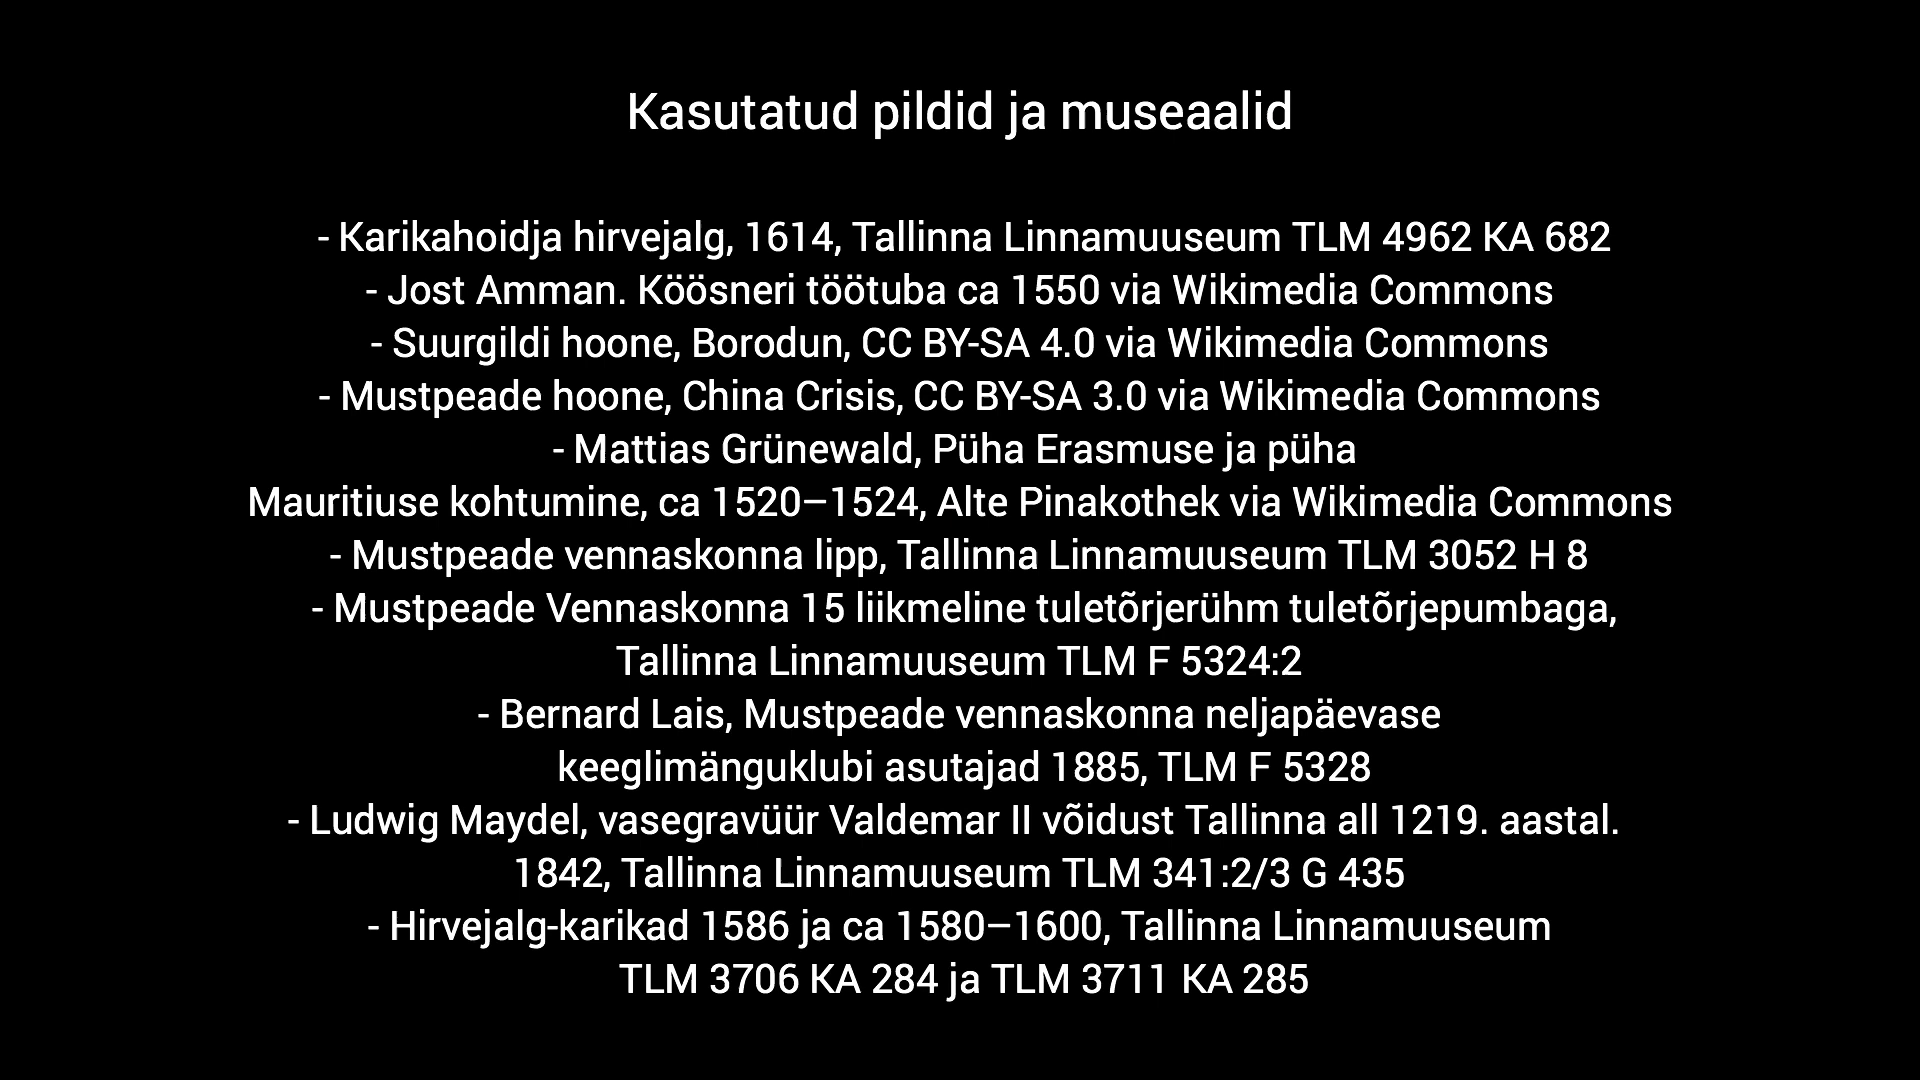 Kasutatud pildid ja museaalid
- Karikahoidja hirvejalg, 1614, Tallinna Linnamuuseum TLM 4962 KA 682
- Jost Amman. Köösneri töötuba ca 1550 via Wikimedia Commons
- Suurgildi hoone, Borodun, CC BY-SA 4.0 via Wikimedia Commons
- Mustpeade hoone, China Crisis, CC BY-SA 3.0 via Wikimedia Commons
- Mattias Grünewald, Püha Erasmuse ja püha
Mauritiuse kohtumine, ca 1520–1524, Alte Pinakothek via Wikimedia Commons
- Mustpeade vennaskonna lipp, Tallinna Linnamuuseum TLM 3052 H 8
- Mustpeade Vennaskonna 15 liikmeline tuletõrjerühm tuletõrjepumbaga,
Tallinna Linnamuuseum TLM F 5324:2
- Bernard Lais, Mustpeade vennaskonna neljapäevase
keeglimänguklubi asutajad 1885, TLM F 5328
- Ludwig Maydel, vasegravüür Valdemar II võidust Tallinna all 1219. aastal.
1842, Tallinna Linnamuuseum TLM 341:2/3 G 435
- Hirvejalg-karikad 1586 ja ca 1580–1600, Tallinna Linnamuuseum
TLM 3706 KA 284 ja TLM 3711 KA 285